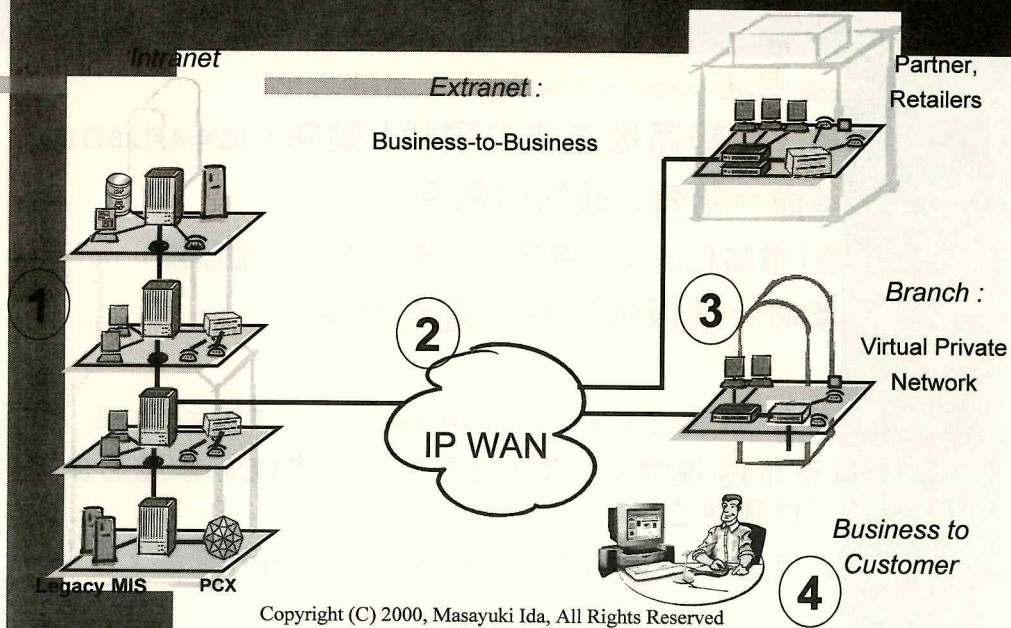 Intranet
Extranet :
Business-to-Business
Partner,
Retailers
1
2
3
Branch :
Virtual Private
Network
IP WAN
Business to
Customer
4
Legacy MIS
PCX
Copyright (C) 2000, Masayuki Ida, All Rights Reserved